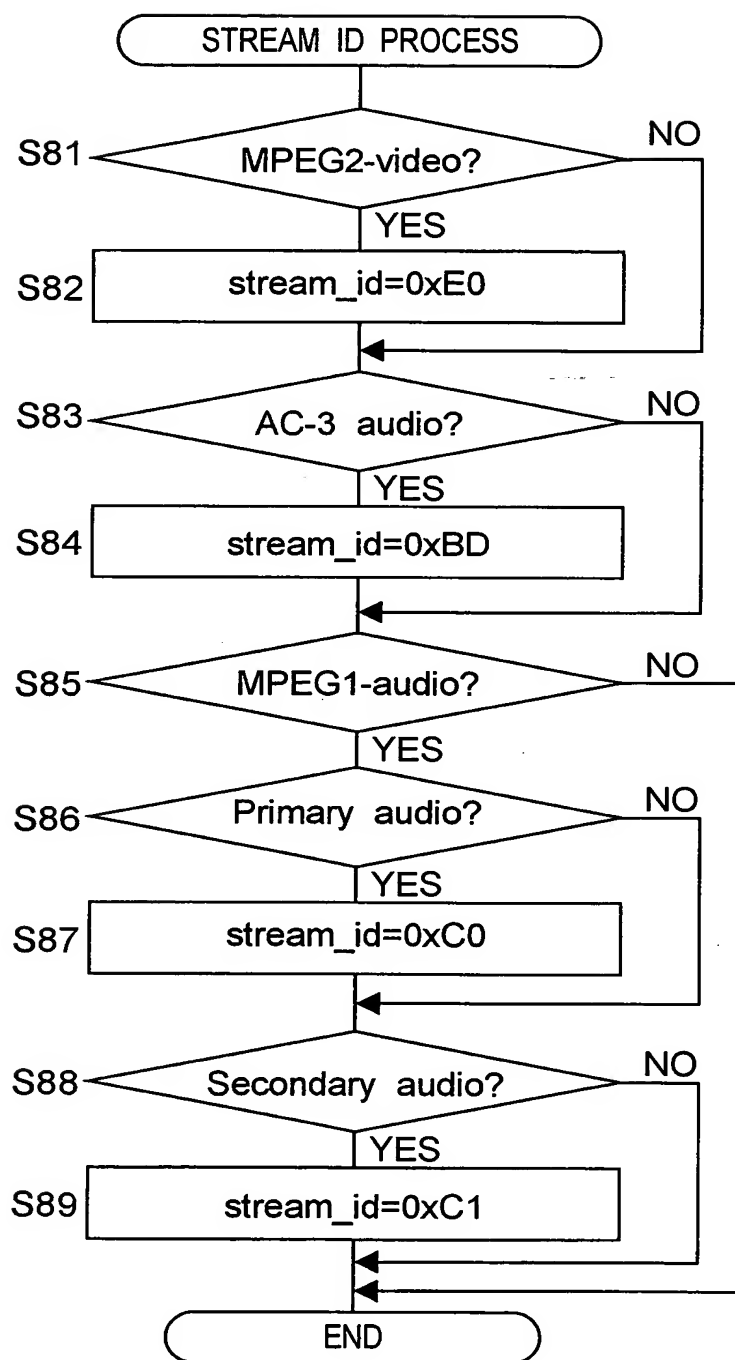 STREAM ID PROCESS
S81
MPEG2-video?
NO
YES
S82
stream_id=0xE0
S83
AC-3 audio?
NO
YES
S84
stream_id=0xBD
S85
MPEG1-audio?
NO
YES
S86
Primary audio?
NO
YES
S87
stream_id=0xC0
S88
Secondary audio?
NO
YES
S89
stream_id=0xC1
END